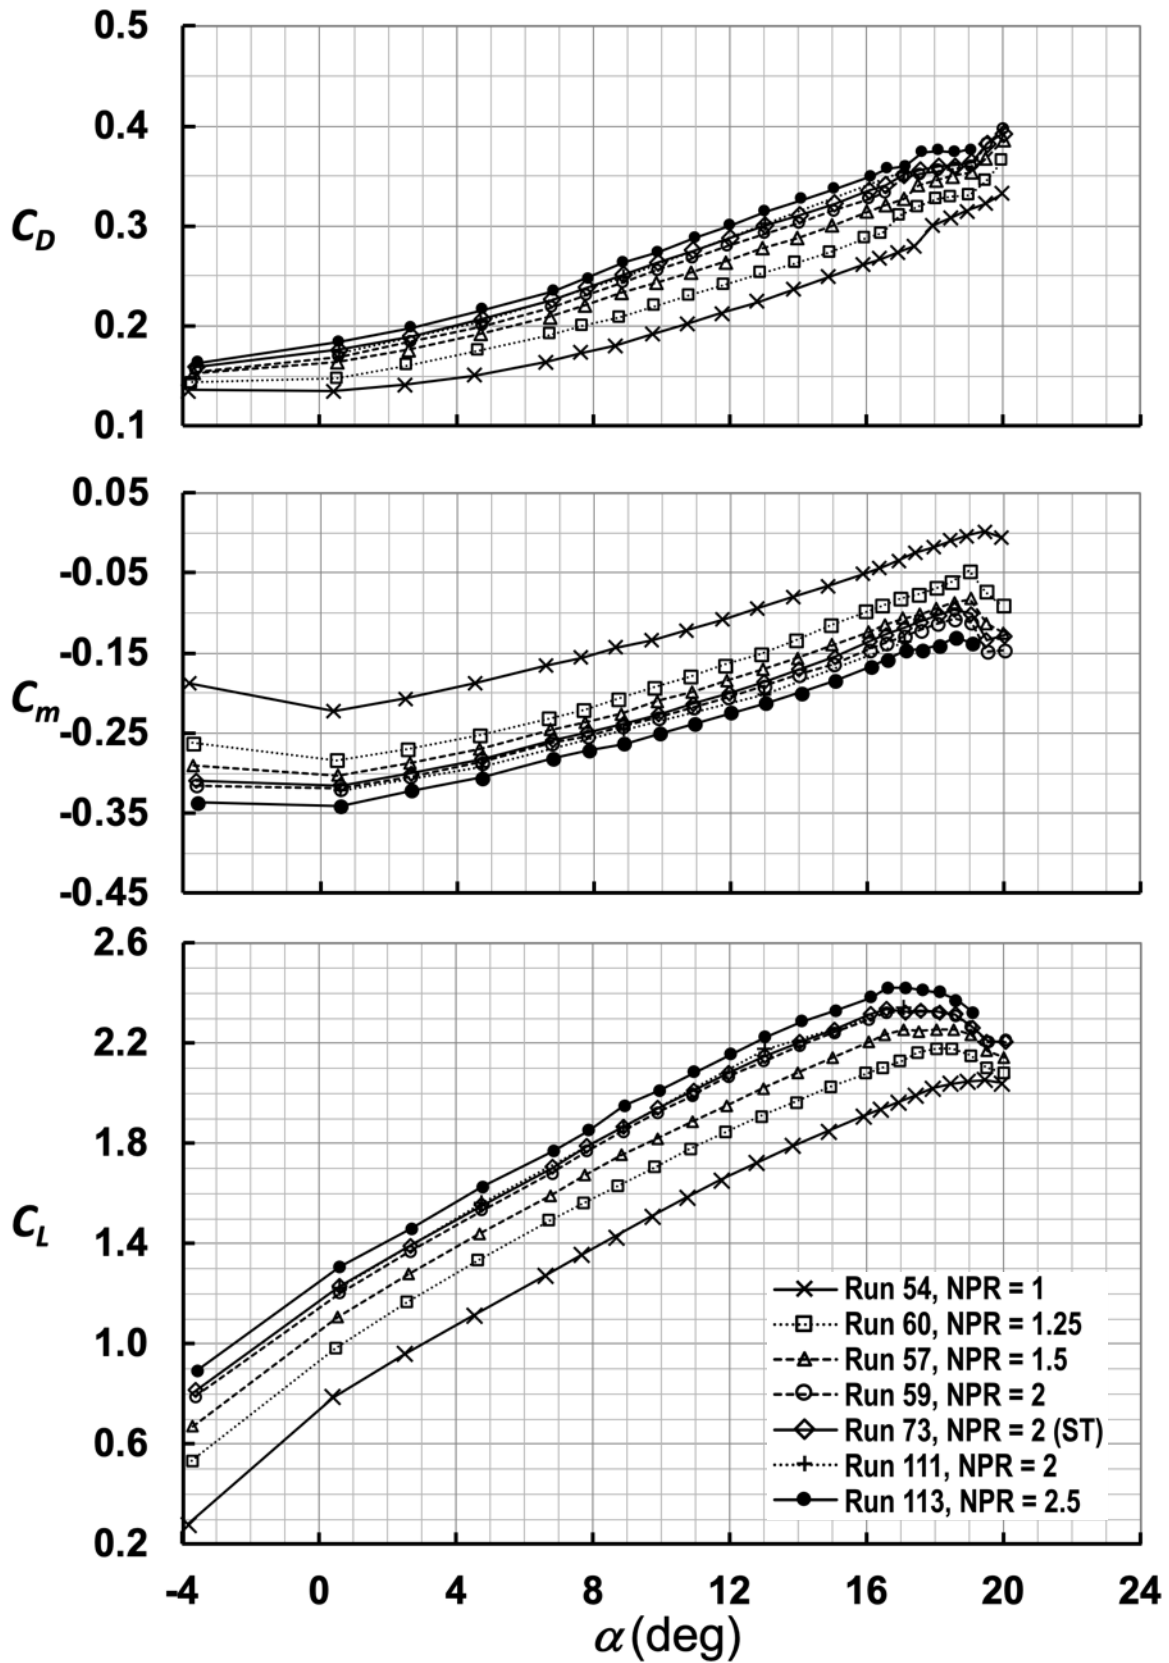 0.5
0.4
0.3
0.2
0.1
C_D
0.05
-0.05
-0.15
-0.25
-0.35
-0.45
C_m
2.6
2.2
1.8
1.4
1.0
0.6
0.2
C_L
Run 54, NPR = 1
Run 60, NPR = 1.25
Run 57, NPR = 1.5
Run 59, NPR = 2
Run 73, NPR = 2 (ST)
Run 111, NPR = 2
Run 113, NPR = 2.5
-4 0 4 8 12 16 20 24
α (deg)